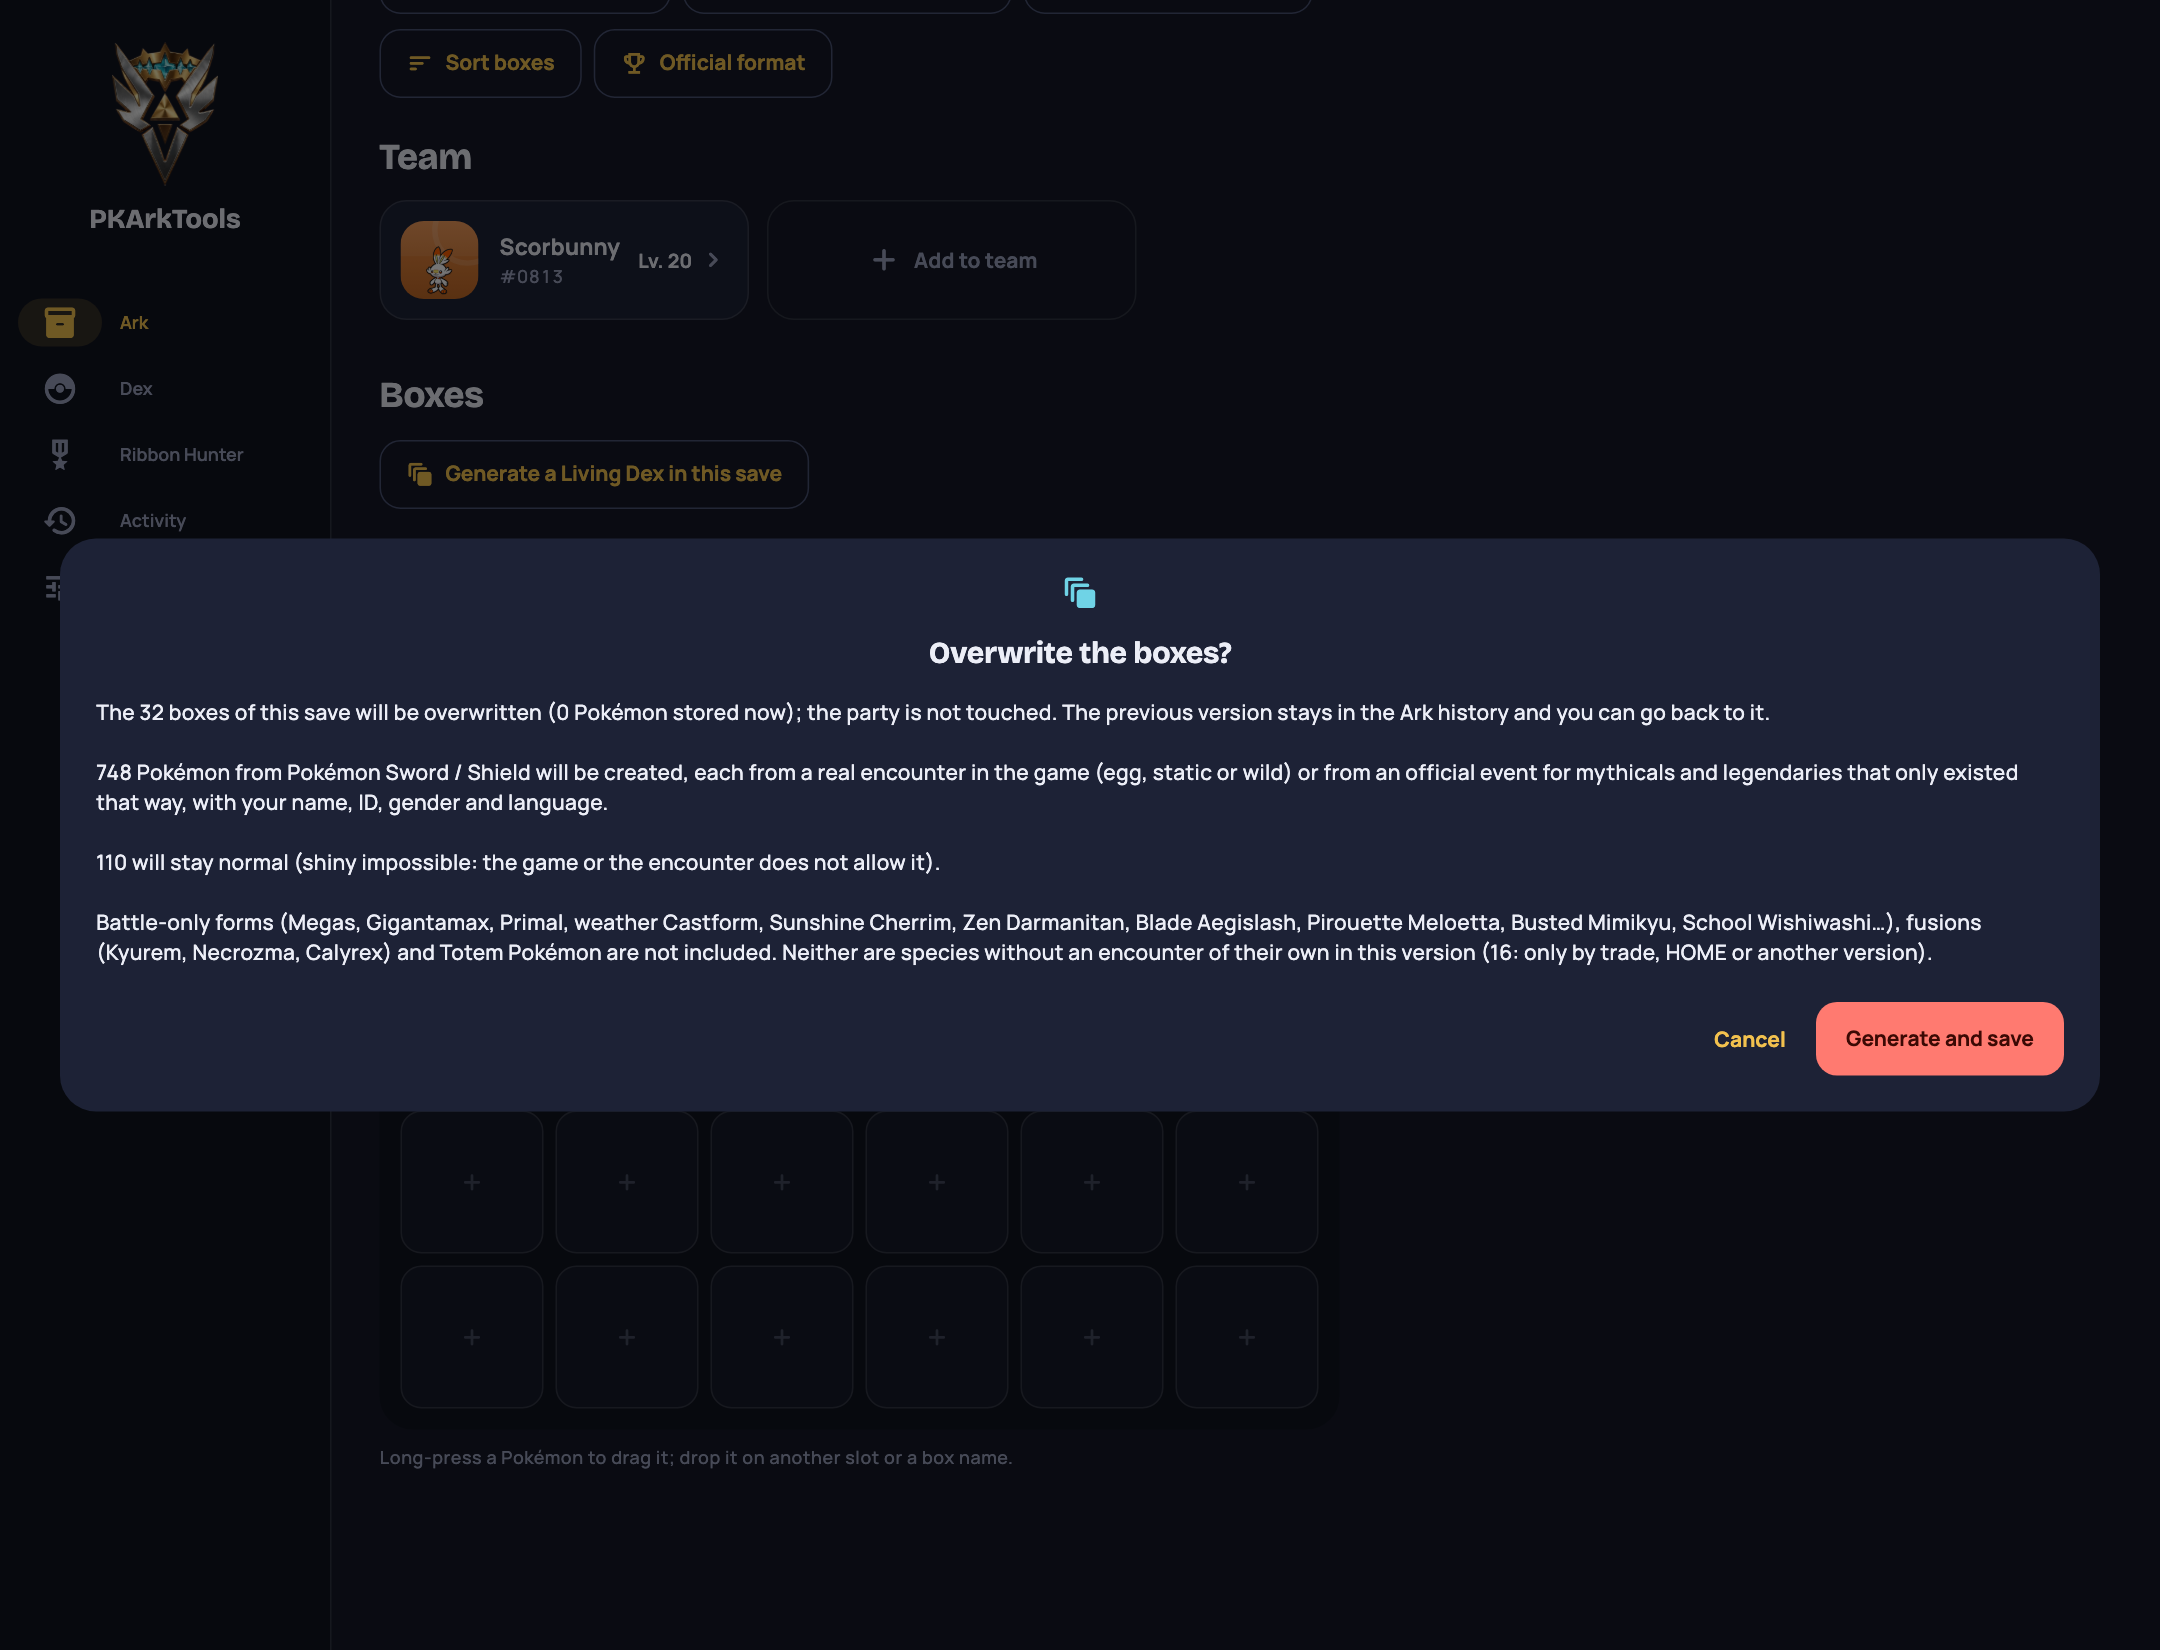 Sort boxes
Official format
PKArkTools
Team
Scorbunny
#0813
Lv. 20
Add to team
Ark
Dex
Ribbon Hunter
Activity
Boxes
Generate a Living Dex in this save
Overwrite the boxes?
The 32 boxes of this save will be overwritten (0 Pokémon stored now); the party is not touched. The previous version stays in the Ark history and you can go back to it.
748 Pokémon from Pokémon Sword / Shield will be created, each from a real encounter in the game (egg, static or wild) or from an official event for mythicals and legendaries that only existed
that way, with your name, ID, gender and language.
110 will stay normal (shiny impossible: the game or the encounter does not allow it).
Battle-only forms (Megas, Gigantamax, Primal, weather Castform, Sunshine Cherrim, Zen Darmanitan, Blade Aegislash, Pirouette Meloetta, Busted Mimikyu, School Wishiwashi…), fusions
(Kyurem, Necrozma, Calyrex) and Totem Pokémon are not included. Neither are species without an encounter of their own in this version (16: only by trade, HOME or another version).
Cancel
Generate and save
Long-press a Pokémon to drag it; drop it on another slot or a box name.